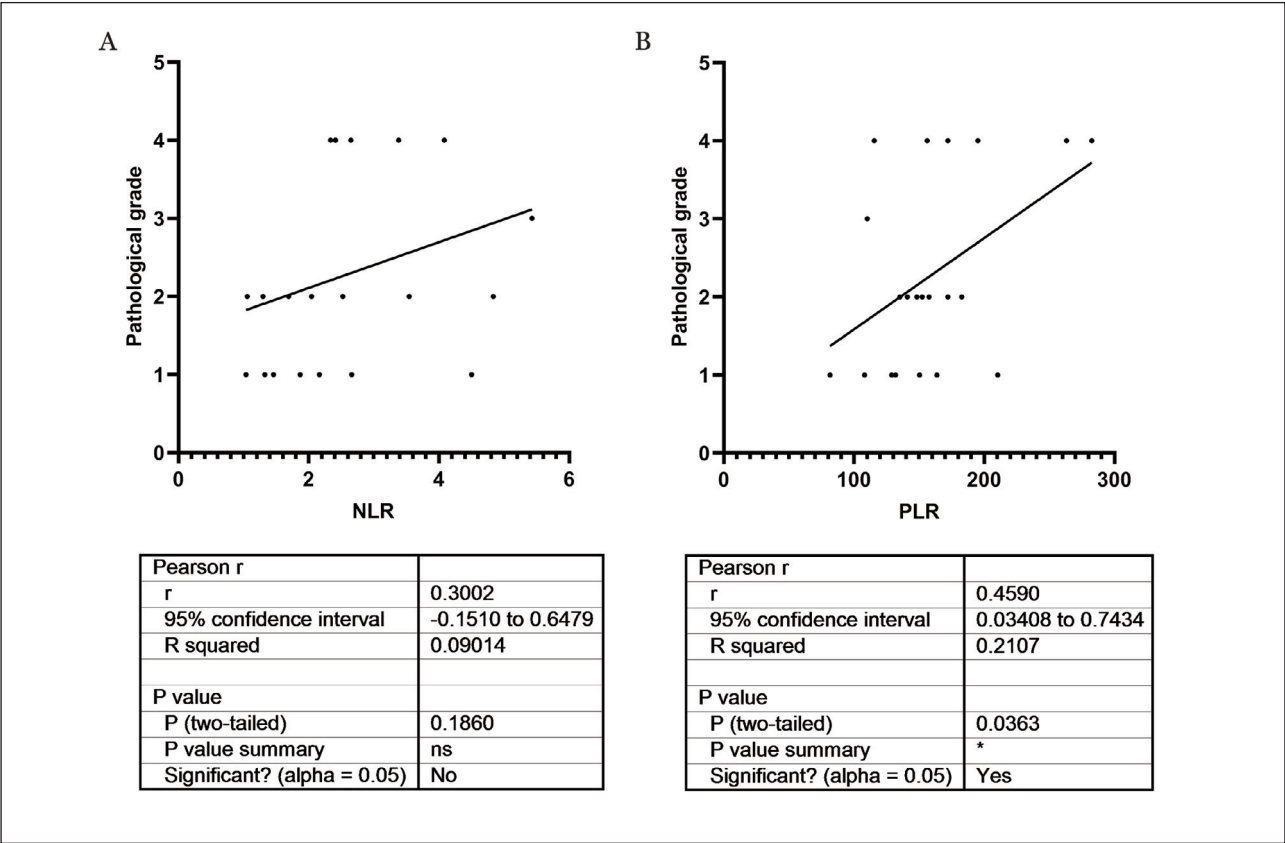 A
5
4
3
2
1
0
Pathological grade
0 2 4 6
NLR
Pearson r
r 0.3002
95% confidence interval -0.1510 to 0.6479
R squared 0.09014
P value
P (two-tailed) 0.1860
P value summary ns
Significant? (alpha = 0.05) No
B
5
4
3
2
1
0
Pathological grade
0 100 200 300
PLR
Pearson r
r 0.4590
95% confidence interval 0.03408 to 0.7434
R squared 0.2107
P value
P (two-tailed) 0.0363
P value summary *
Significant? (alpha = 0.05) Yes